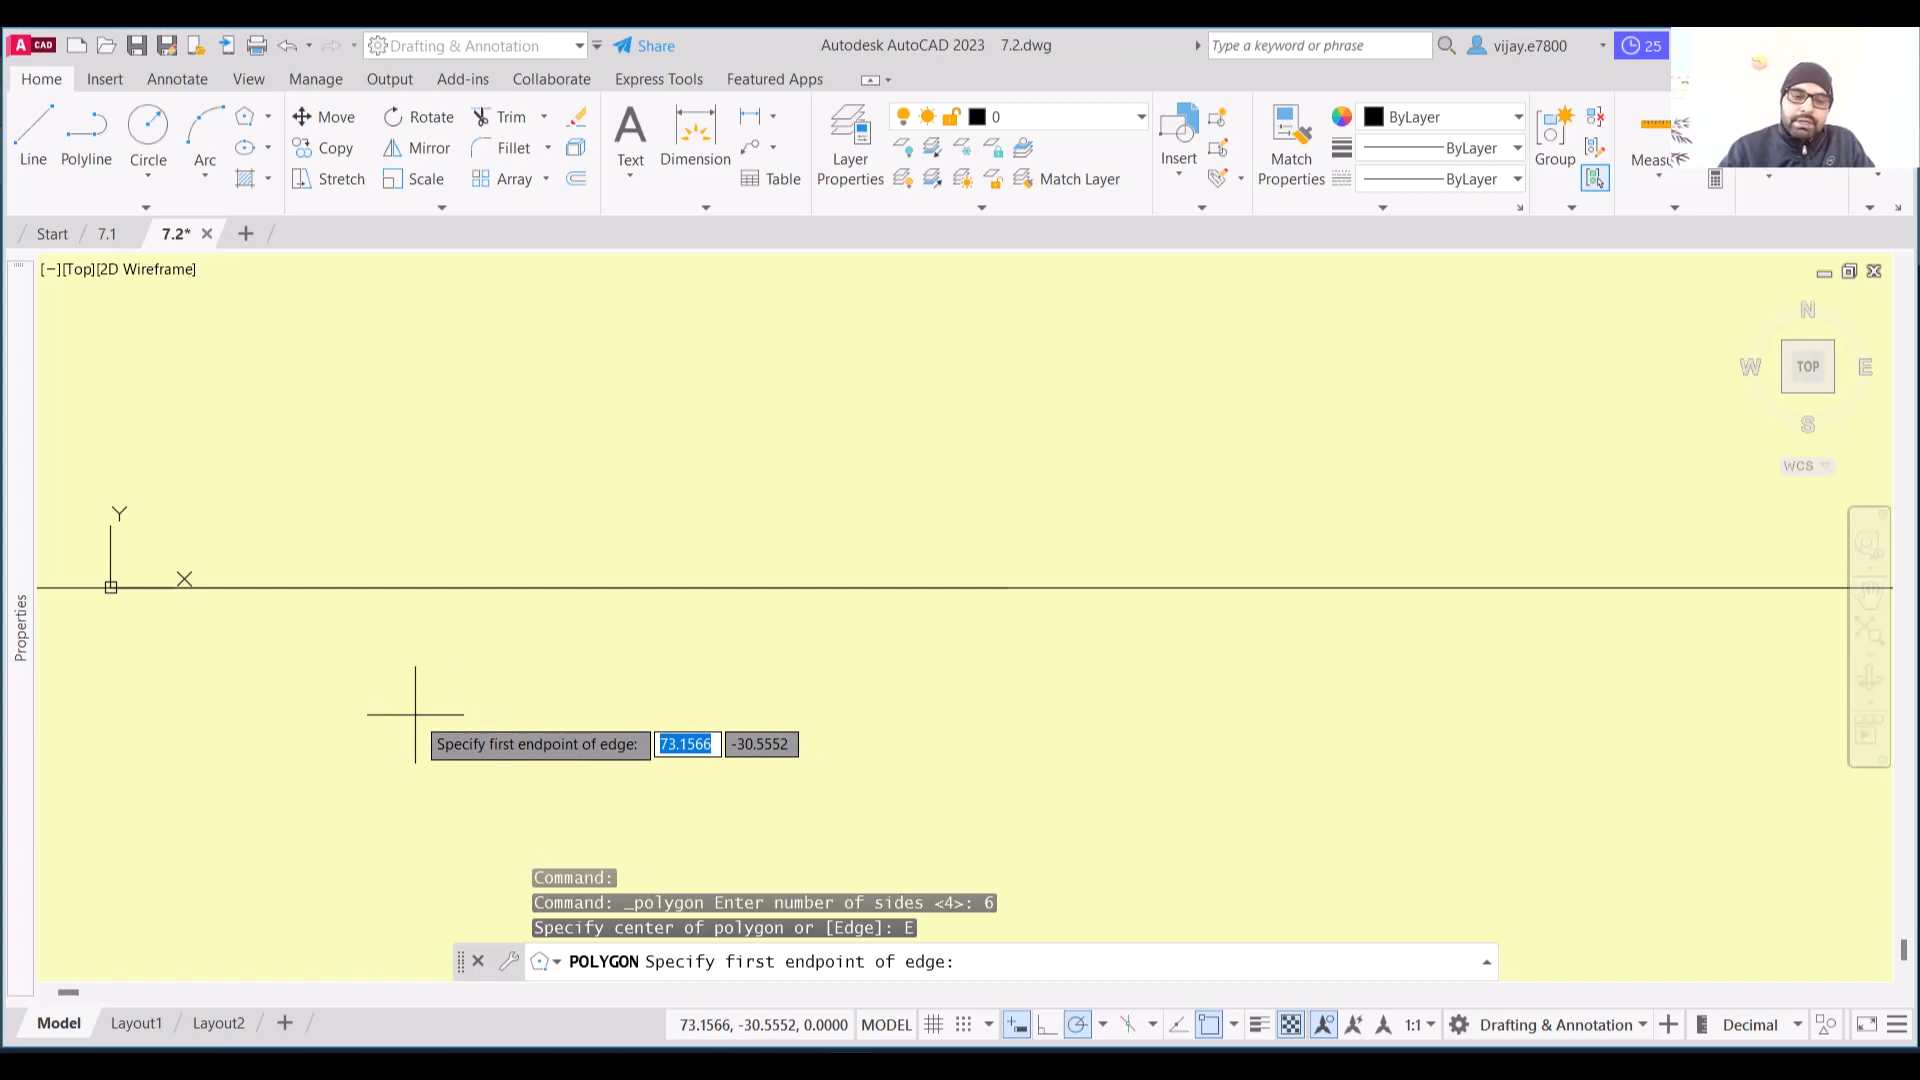 A CAD
Drafting & Annotation
Share
Autodesk AutoCAD 2023 7.2.dwg
Type a keyword or phrase
vijay.e7800
25
Home Insert Annotate View Manage Output Add-ins Collaborate Express Tools Featured Apps
Line Polyline Circle Arc
Move Rotate Trim
Copy Mirror Fillet
Stretch Scale Array
Text Dimension Table
Layer Properties
0
Match Layer
Insert
Match Properties
ByLayer
ByLayer
ByLayer
Group
Start 7.1 7.2*
[−][Top][2D Wireframe]
N
W TOP E
S
WCS
Y
X
Properties
Specify first endpoint of edge: 73.1566 -30.5552
Command:
Command: _polygon Enter number of sides <4>: 6
Specify center of polygon or [Edge]: E
POLYGON Specify first endpoint of edge:
Model Layout1 Layout2
73.1566, -30.5552, 0.0000 MODEL 1:1 Drafting & Annotation Decimal